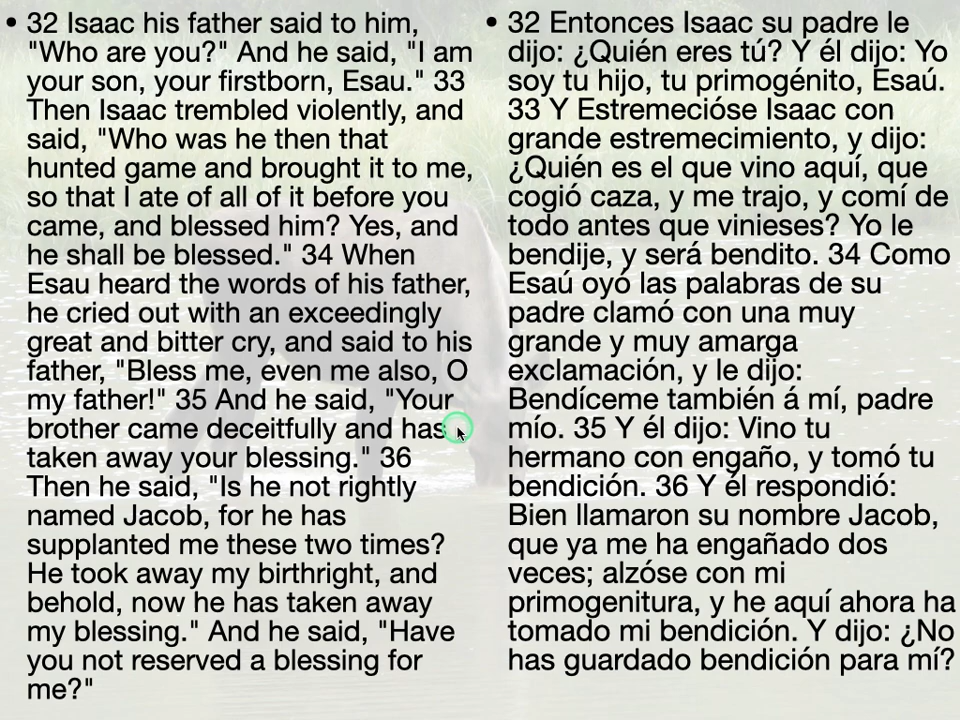 • 32 Isaac his father said to him,
"Who are you?" And he said, "I am
your son, your firstborn, Esau." 33
Then Isaac trembled violently, and
said, "Who was he then that
hunted game and brought it to me,
so that I ate of all of it before you
came, and blessed him? Yes, and
he shall be blessed." 34 When
Esau heard the words of his father,
he cried out with an exceedingly
great and bitter cry, and said to his
father, "Bless me, even me also, O
my father!" 35 And he said, "Your
brother came deceitfully and has
taken away your blessing." 36
Then he said, "Is he not rightly
named Jacob, for he has
supplanted me these two times?
He took away my birthright, and
behold, now he has taken away
my blessing." And he said, "Have
you not reserved a blessing for
me?"
• 32 Entonces Isaac su padre le
dijo: ¿Quién eres tú? Y él dijo: Yo
soy tu hijo, tu primogénito, Esaú.
33 Y Estremecióse Isaac con
grande estremecimiento, y dijo:
¿Quién es el que vino aquí, que
cogió caza, y me trajo, y comí de
todo antes que vinieses? Yo le
bendije, y será bendito. 34 Como
Esaú oyó las palabras de su
padre clamó con una muy
grande y muy amarga
exclamación, y le dijo:
Bendíceme también á mí, padre
mío. 35 Y él dijo: Vino tu
hermano con engaño, y tomó tu
bendición. 36 Y él respondió:
Bien llamaron su nombre Jacob,
que ya me ha engañado dos
veces; alzóse con mi
primogenitura, y he aquí ahora ha
tomado mi bendición. Y dijo: ¿No
has guardado bendición para mí?